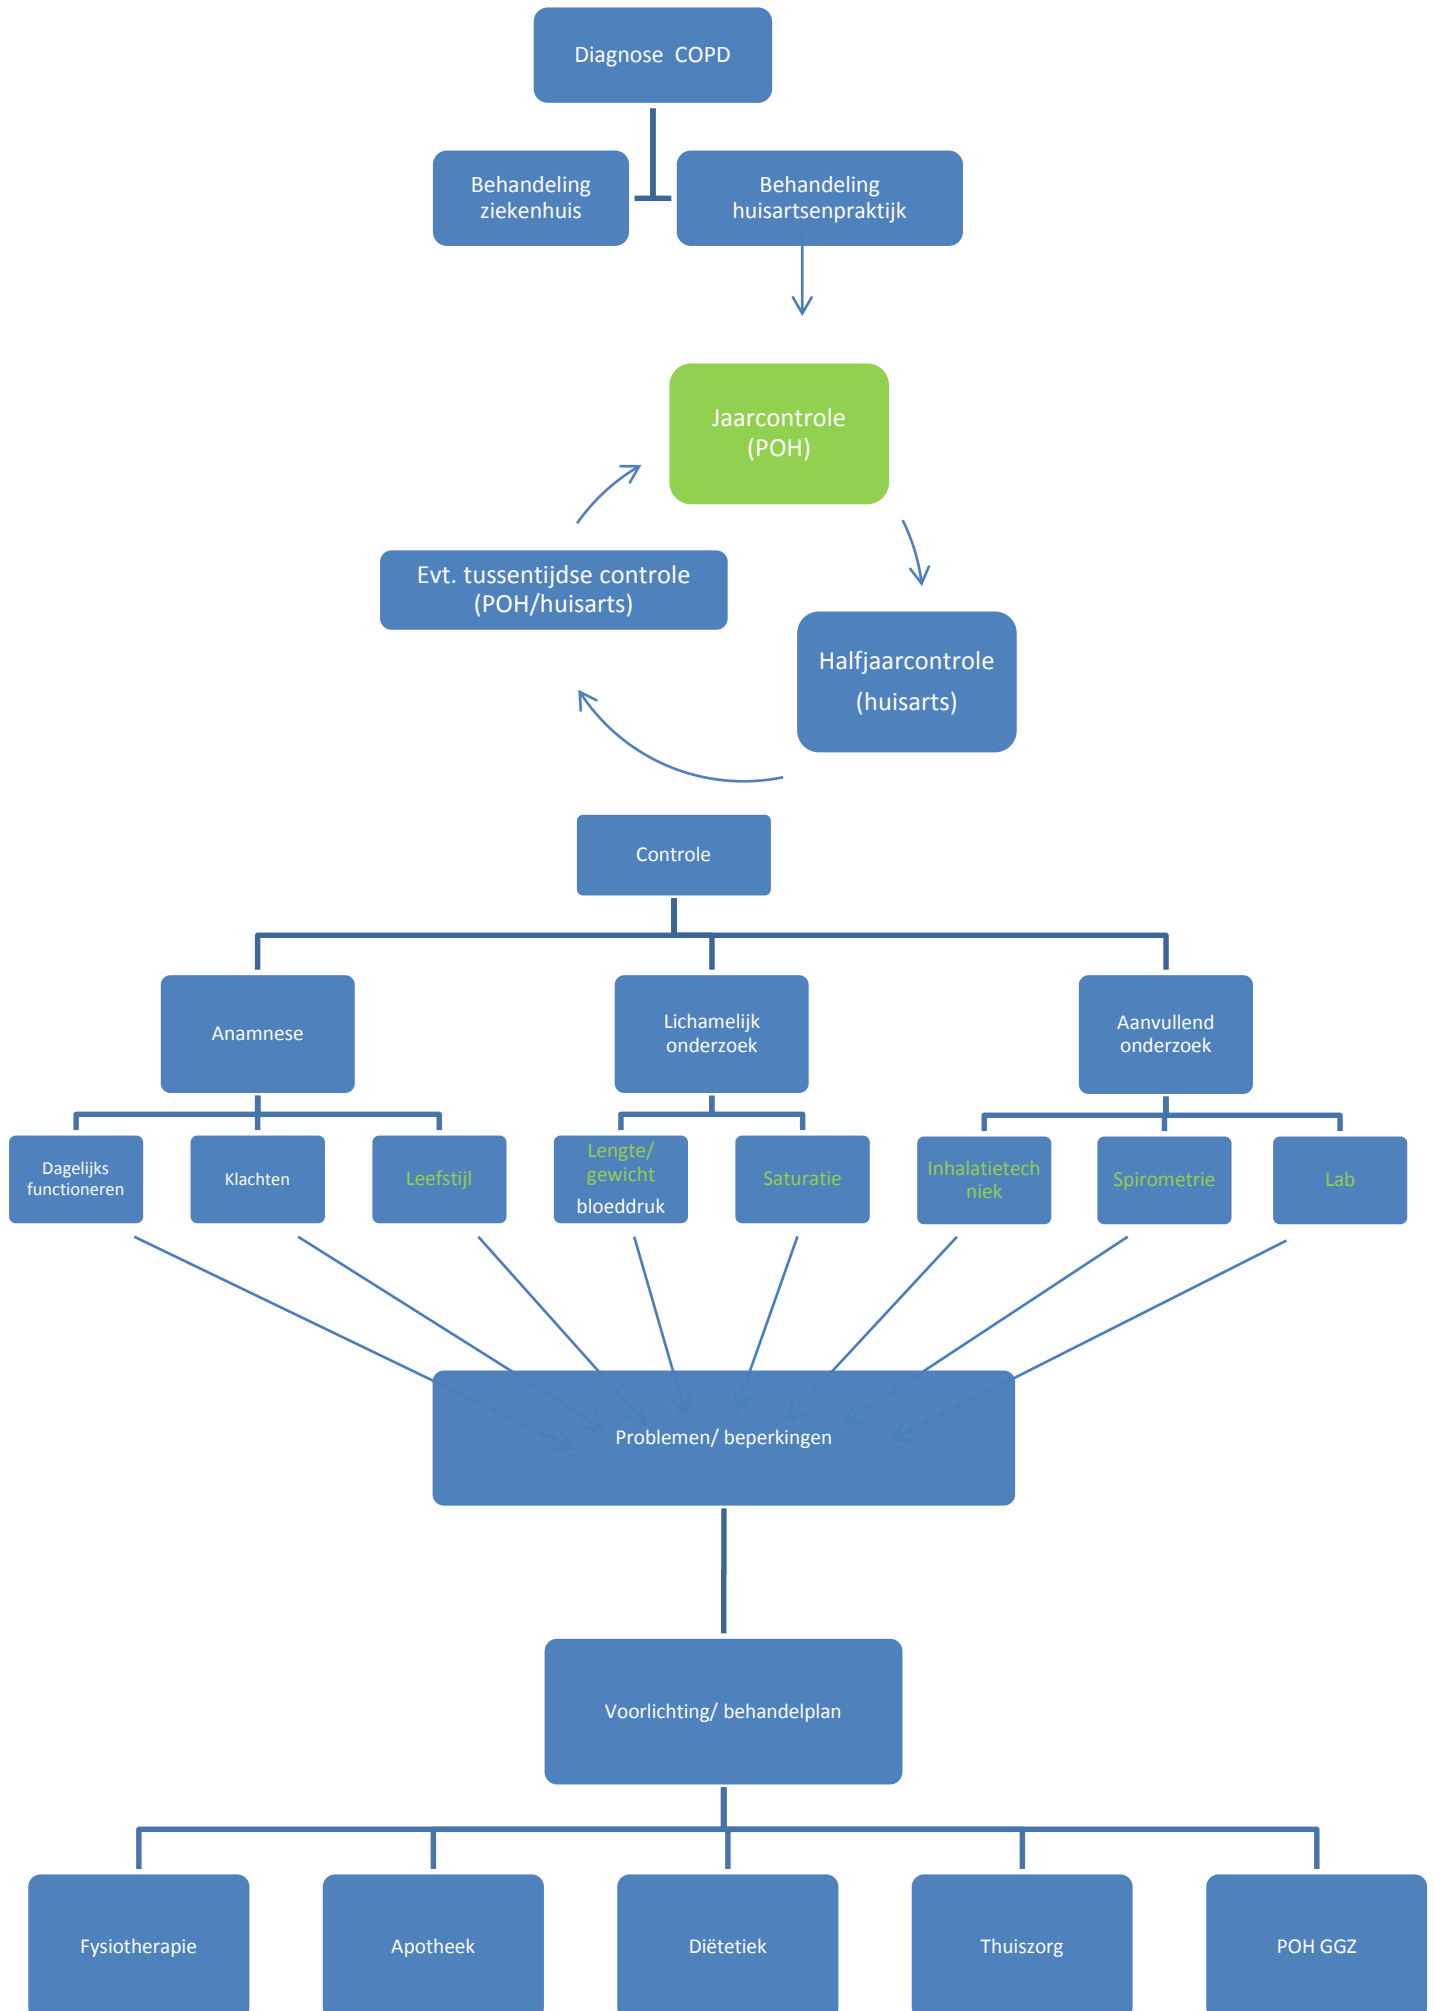 Diagnose COPD
Behandeling
ziekenhuis
Behandeling
huisartsenpraktijk
Jaarcontrole
(POH)
Evt. tussentijdse controle
(POH/huisarts)
Halfjaarcontrole
(huisarts)
Controle
Anamnese
Lichamelijk
onderzoek
Aanvullend
onderzoek
Dagelijks
functioneren
Klachten
Leefstijl
Lengte/
gewicht
bloeddruk
Saturatie
Inhalatietech
niek
Spirometrie
Lab
Problemen/ beperkingen
Voorlichting/ behandelplan
Fysiotherapie
Apotheek
Diëtetiek
Thuiszorg
POH GGZ